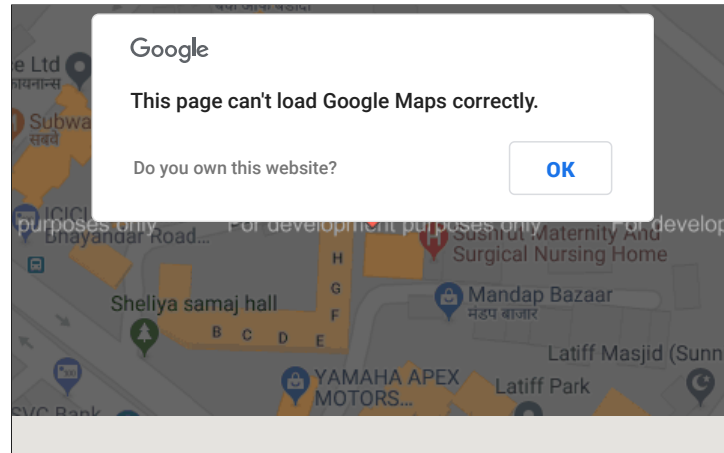 बैंक ऑफ बड़ौदा
Google
e Ltd
This page can't load Google Maps correctly.
Subwa
सबवे
Do you own this website?
OK
ICICI
purposes only For development purposes only For develop
Bhayandar Road...
Sushrut Maternity And
Surgical Nursing Home
H
G
F
Sheliya samaj hall
B C D E
Mandap Bazaar
मंडप बाजार
Latiff Masjid (Sunn
YAMAHA APEX
MOTORS...
Latiff Park
SVC Bank